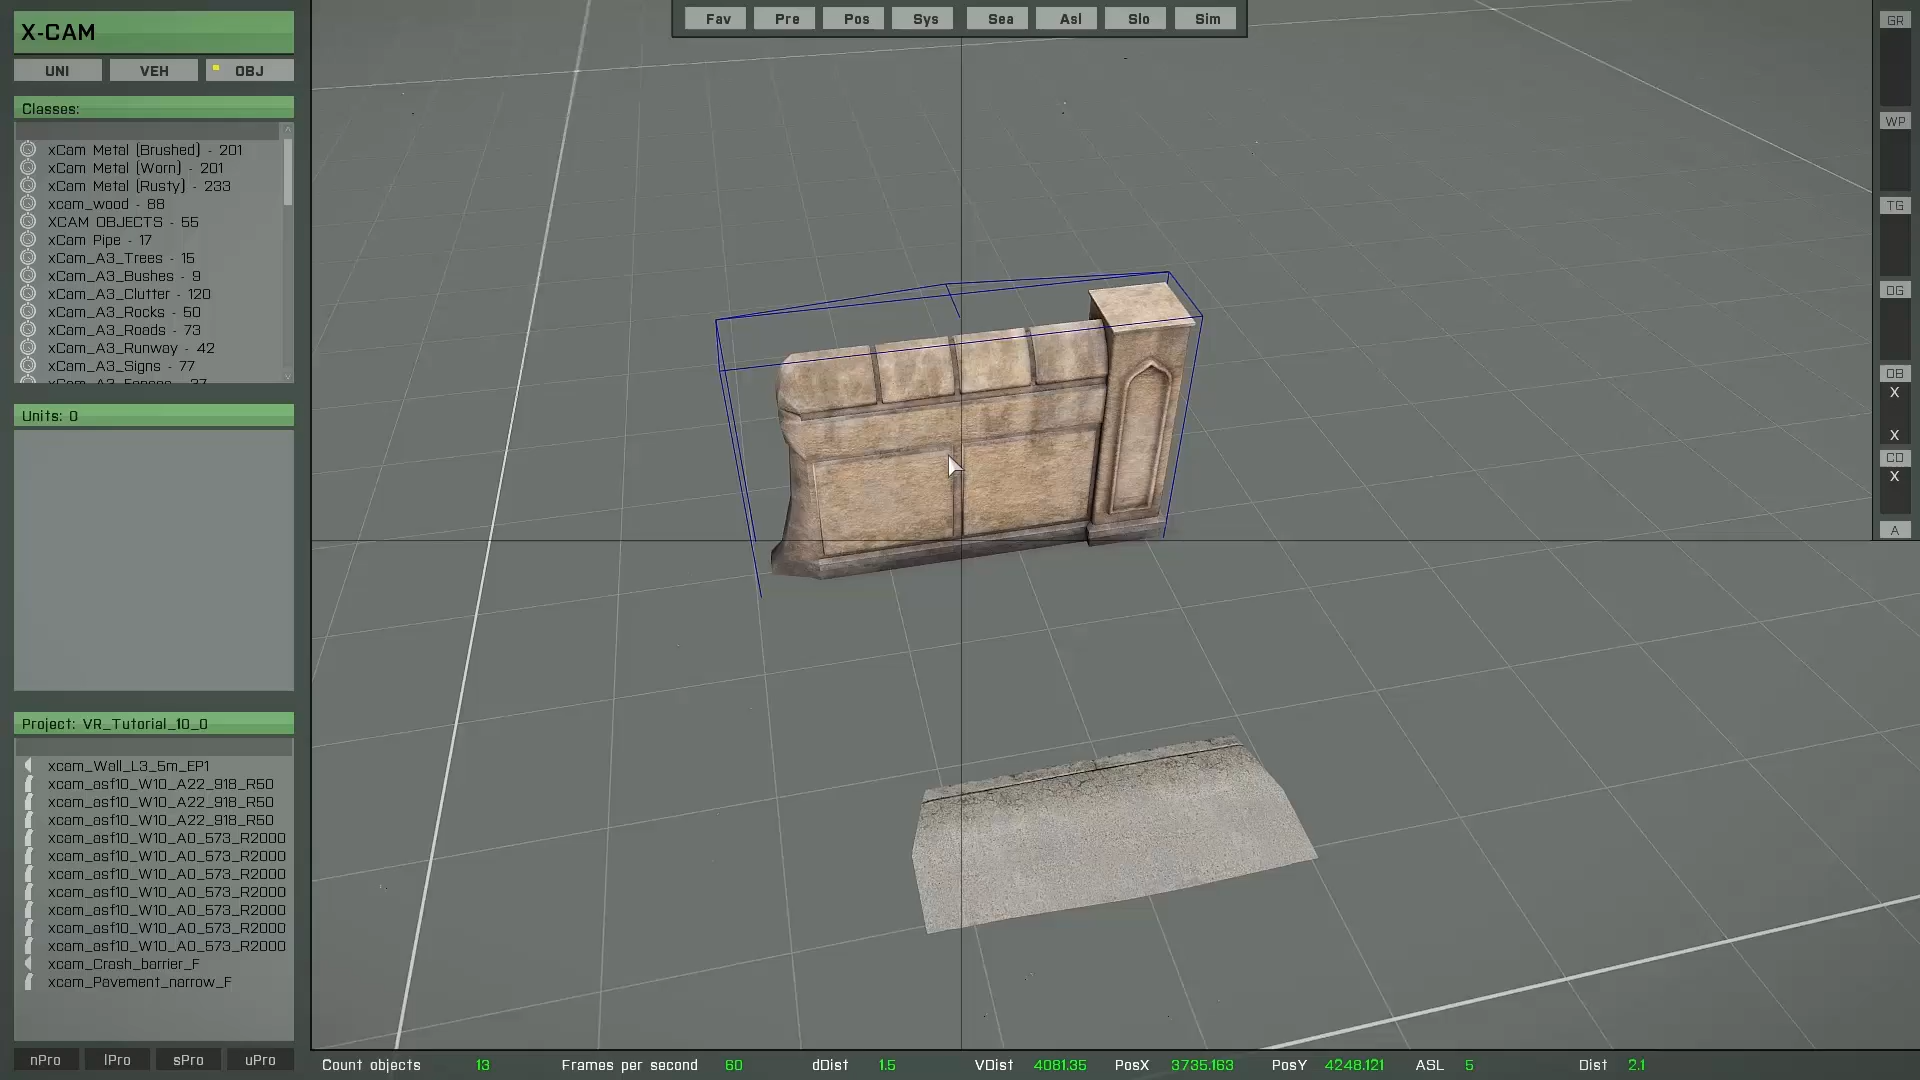 X-CAM
UNI VEH OBJ
Classes:
xCam Metal (Brushed) - 201
xCam Metal (Worn) - 201
xCam Metal (Rusty) - 233
xcam_wood - 88
XCAM OBJECTS - 55
xCam Pipe - 17
xCam_A3_Trees - 15
xCam_A3_Bushes - 9
xCam_A3_Clutter - 120
xCam_A3_Rocks - 50
xCam_A3_Roads - 73
xCam_A3_Runway - 42
xCam_A3_Signs - 77
xCam_A3_Fences - 37
Units: 0
Project: VR_Tutorial_10_0
xcam_Wall_L3_5m_EP1
xcam_asf10_W10_A22_918_R50
xcam_asf10_W10_A22_918_R50
xcam_asf10_W10_A22_918_R50
xcam_asf10_W10_A0_573_R2000
xcam_asf10_W10_A0_573_R2000
xcam_asf10_W10_A0_573_R2000
xcam_asf10_W10_A0_573_R2000
xcam_asf10_W10_A0_573_R2000
xcam_asf10_W10_A0_573_R2000
xcam_asf10_W10_A0_573_R2000
xcam_Crash_barrier_F
xcam_Pavement_narrow_F
nPro lPro sPro uPro
Fav Pre Pos Sys Sea Asl Slo Sim
GR
WP
TG
OG
OB
X
X
CO
X
A
Count objects 13 Frames per second 60 dDist 1.5 VDist 4081.35 PosX 3735.163 PosY 4248.121 ASL 5 Dist 2.1